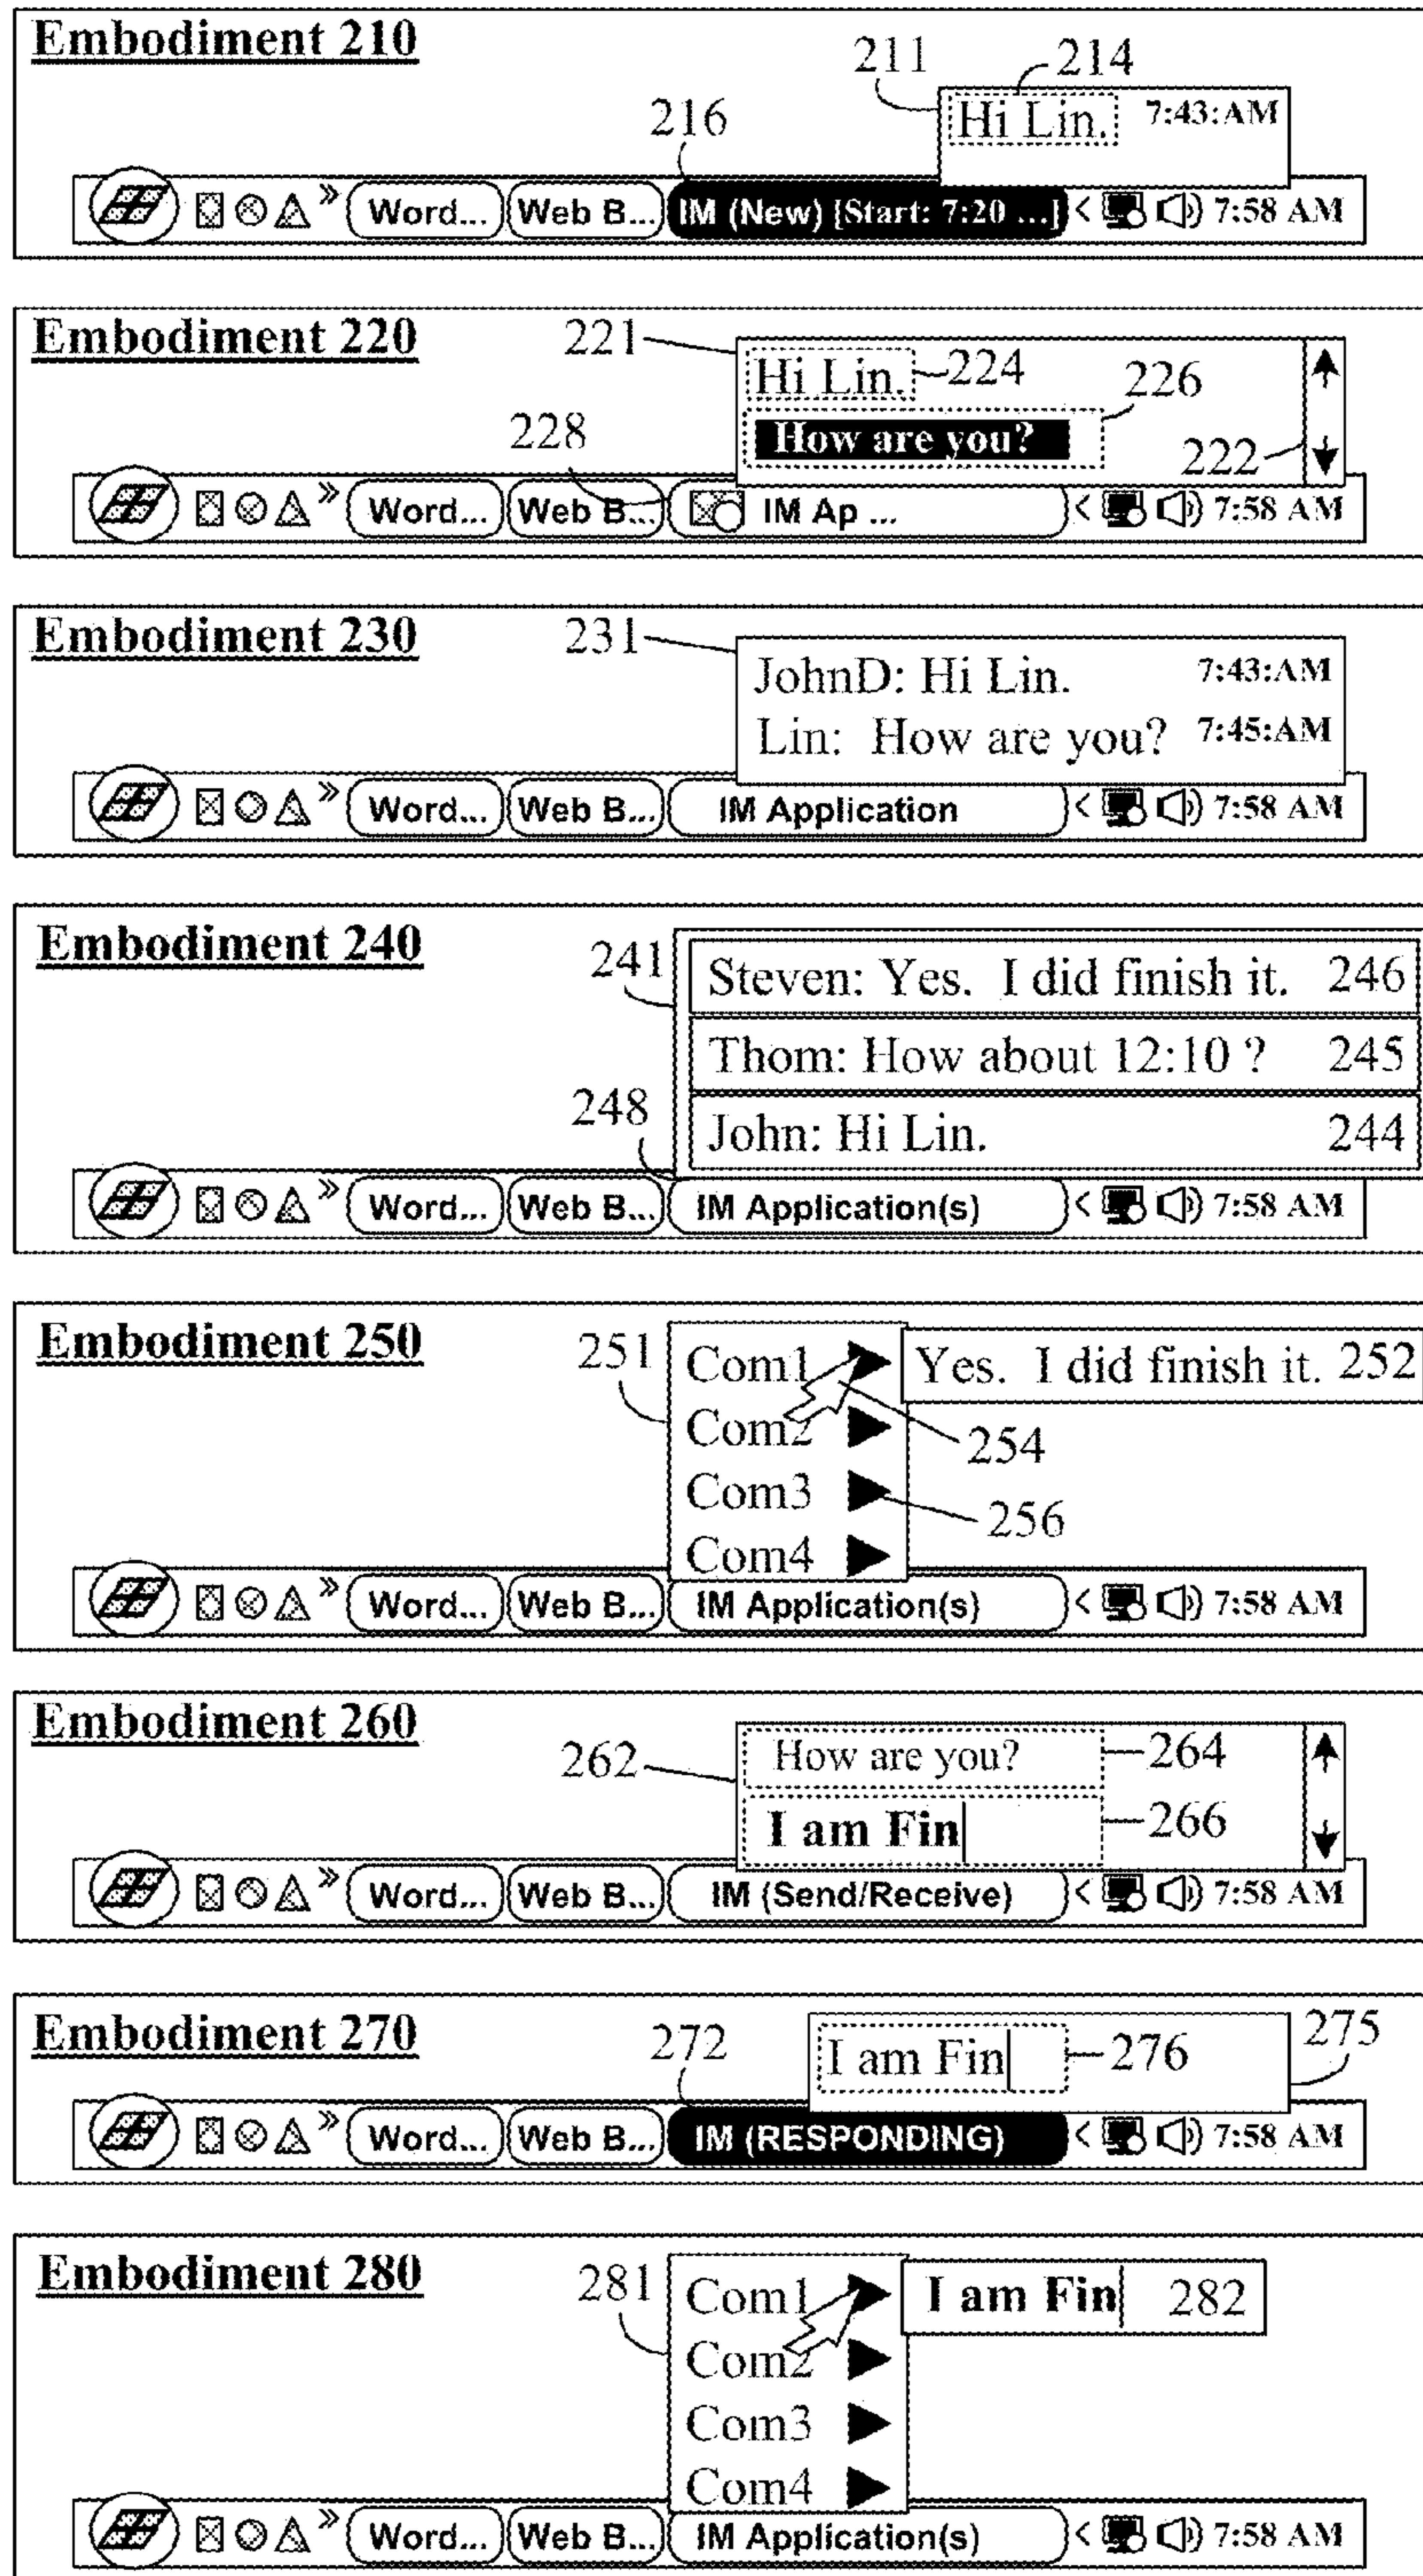 Embodiment 210
211 214
Hi Lin. 7:43:AM
216
» Word... Web B... IM (New) [Start: 7:20 ...] < 7:58 AM
Embodiment 220
221
Hi Lin. 224
226
How are you?
228
222
» Word... Web B... IM Ap ... < 7:58 AM
Embodiment 230
231
JohnD: Hi Lin. 7:43:AM
Lin: How are you? 7:45:AM
» Word... Web B... IM Application < 7:58 AM
Embodiment 240
241
Steven: Yes. I did finish it. 246
Thom: How about 12:10 ? 245
248
John: Hi Lin. 244
» Word... Web B... IM Application(s) < 7:58 AM
Embodiment 250
251
Com1 Yes. I did finish it. 252
Com2 254
Com3 256
Com4
» Word... Web B... IM Application(s) < 7:58 AM
Embodiment 260
262
How are you? 264
I am Fin 266
» Word... Web B... IM (Send/Receive) < 7:58 AM
Embodiment 270
272
I am Fin 276 275
» Word... Web B... IM (RESPONDING) < 7:58 AM
Embodiment 280
281
Com1 I am Fin 282
Com2
Com3
Com4
» Word... Web B... IM Application(s) < 7:58 AM